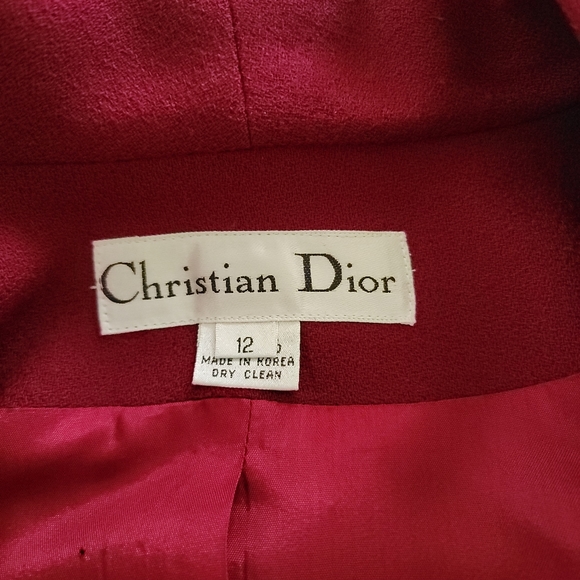 Christian Dior
12
MADE IN KOREA
DRY CLEAN